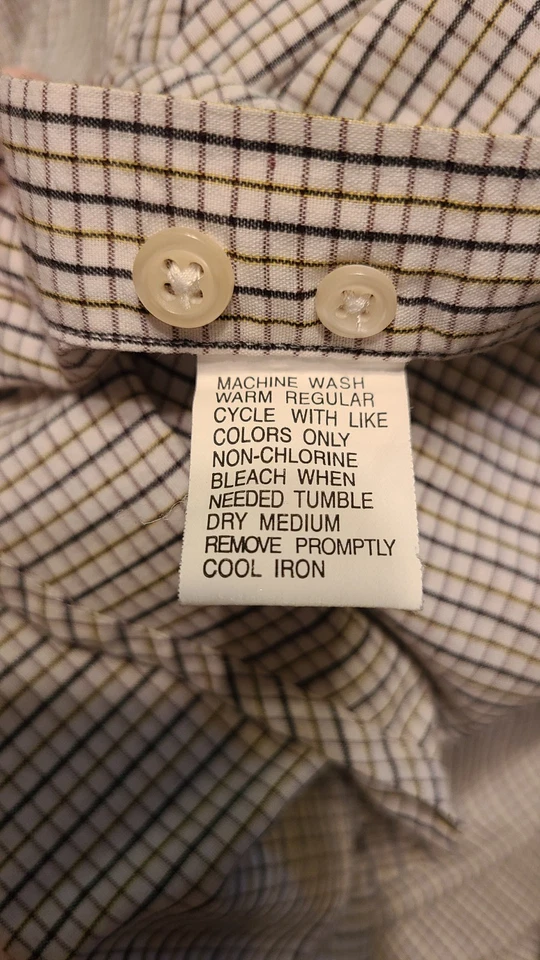 MACHINE WASH
WARM REGULAR
CYCLE WITH LIKE
COLORS ONLY
NON-CHLORINE
BLEACH WHEN
NEEDED TUMBLE
DRY MEDIUM
REMOVE PROMPTLY
COOL IRON